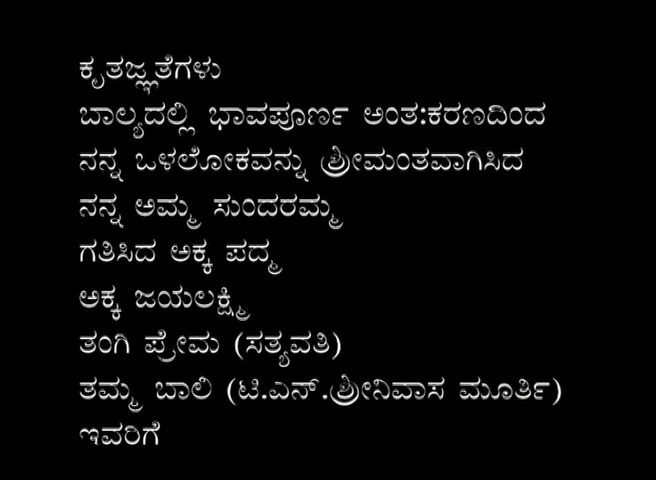 ಕೃತಜ್ಞತೆಗಳು
ಬಾಲ್ಯದಲ್ಲಿ ಭಾವಪೂರ್ಣ ಅಂತ:ಕರಣದಿಂದ
ನನ್ನ ಒಳಲೋಕವನ್ನು ಶ್ರೀಮಂತವಾಗಿಸಿದ
ನನ್ನ ಅಮ್ಮ ಸುಂದರಮ್ಮ
ಗತಿಸಿದ ಅಕ್ಕ ಪದ್ಮ
ಅಕ್ಕ ಜಯಲಕ್ಷ್ಮಿ
ತಂಗಿ ಪ್ರೇಮ (ಸತ್ಯವತಿ)
ತಮ್ಮ ಬಾಲಿ (ಟಿ.ಎನ್.ಶ್ರೀನಿವಾಸ ಮೂರ್ತಿ)
ಇವರಿಗೆ